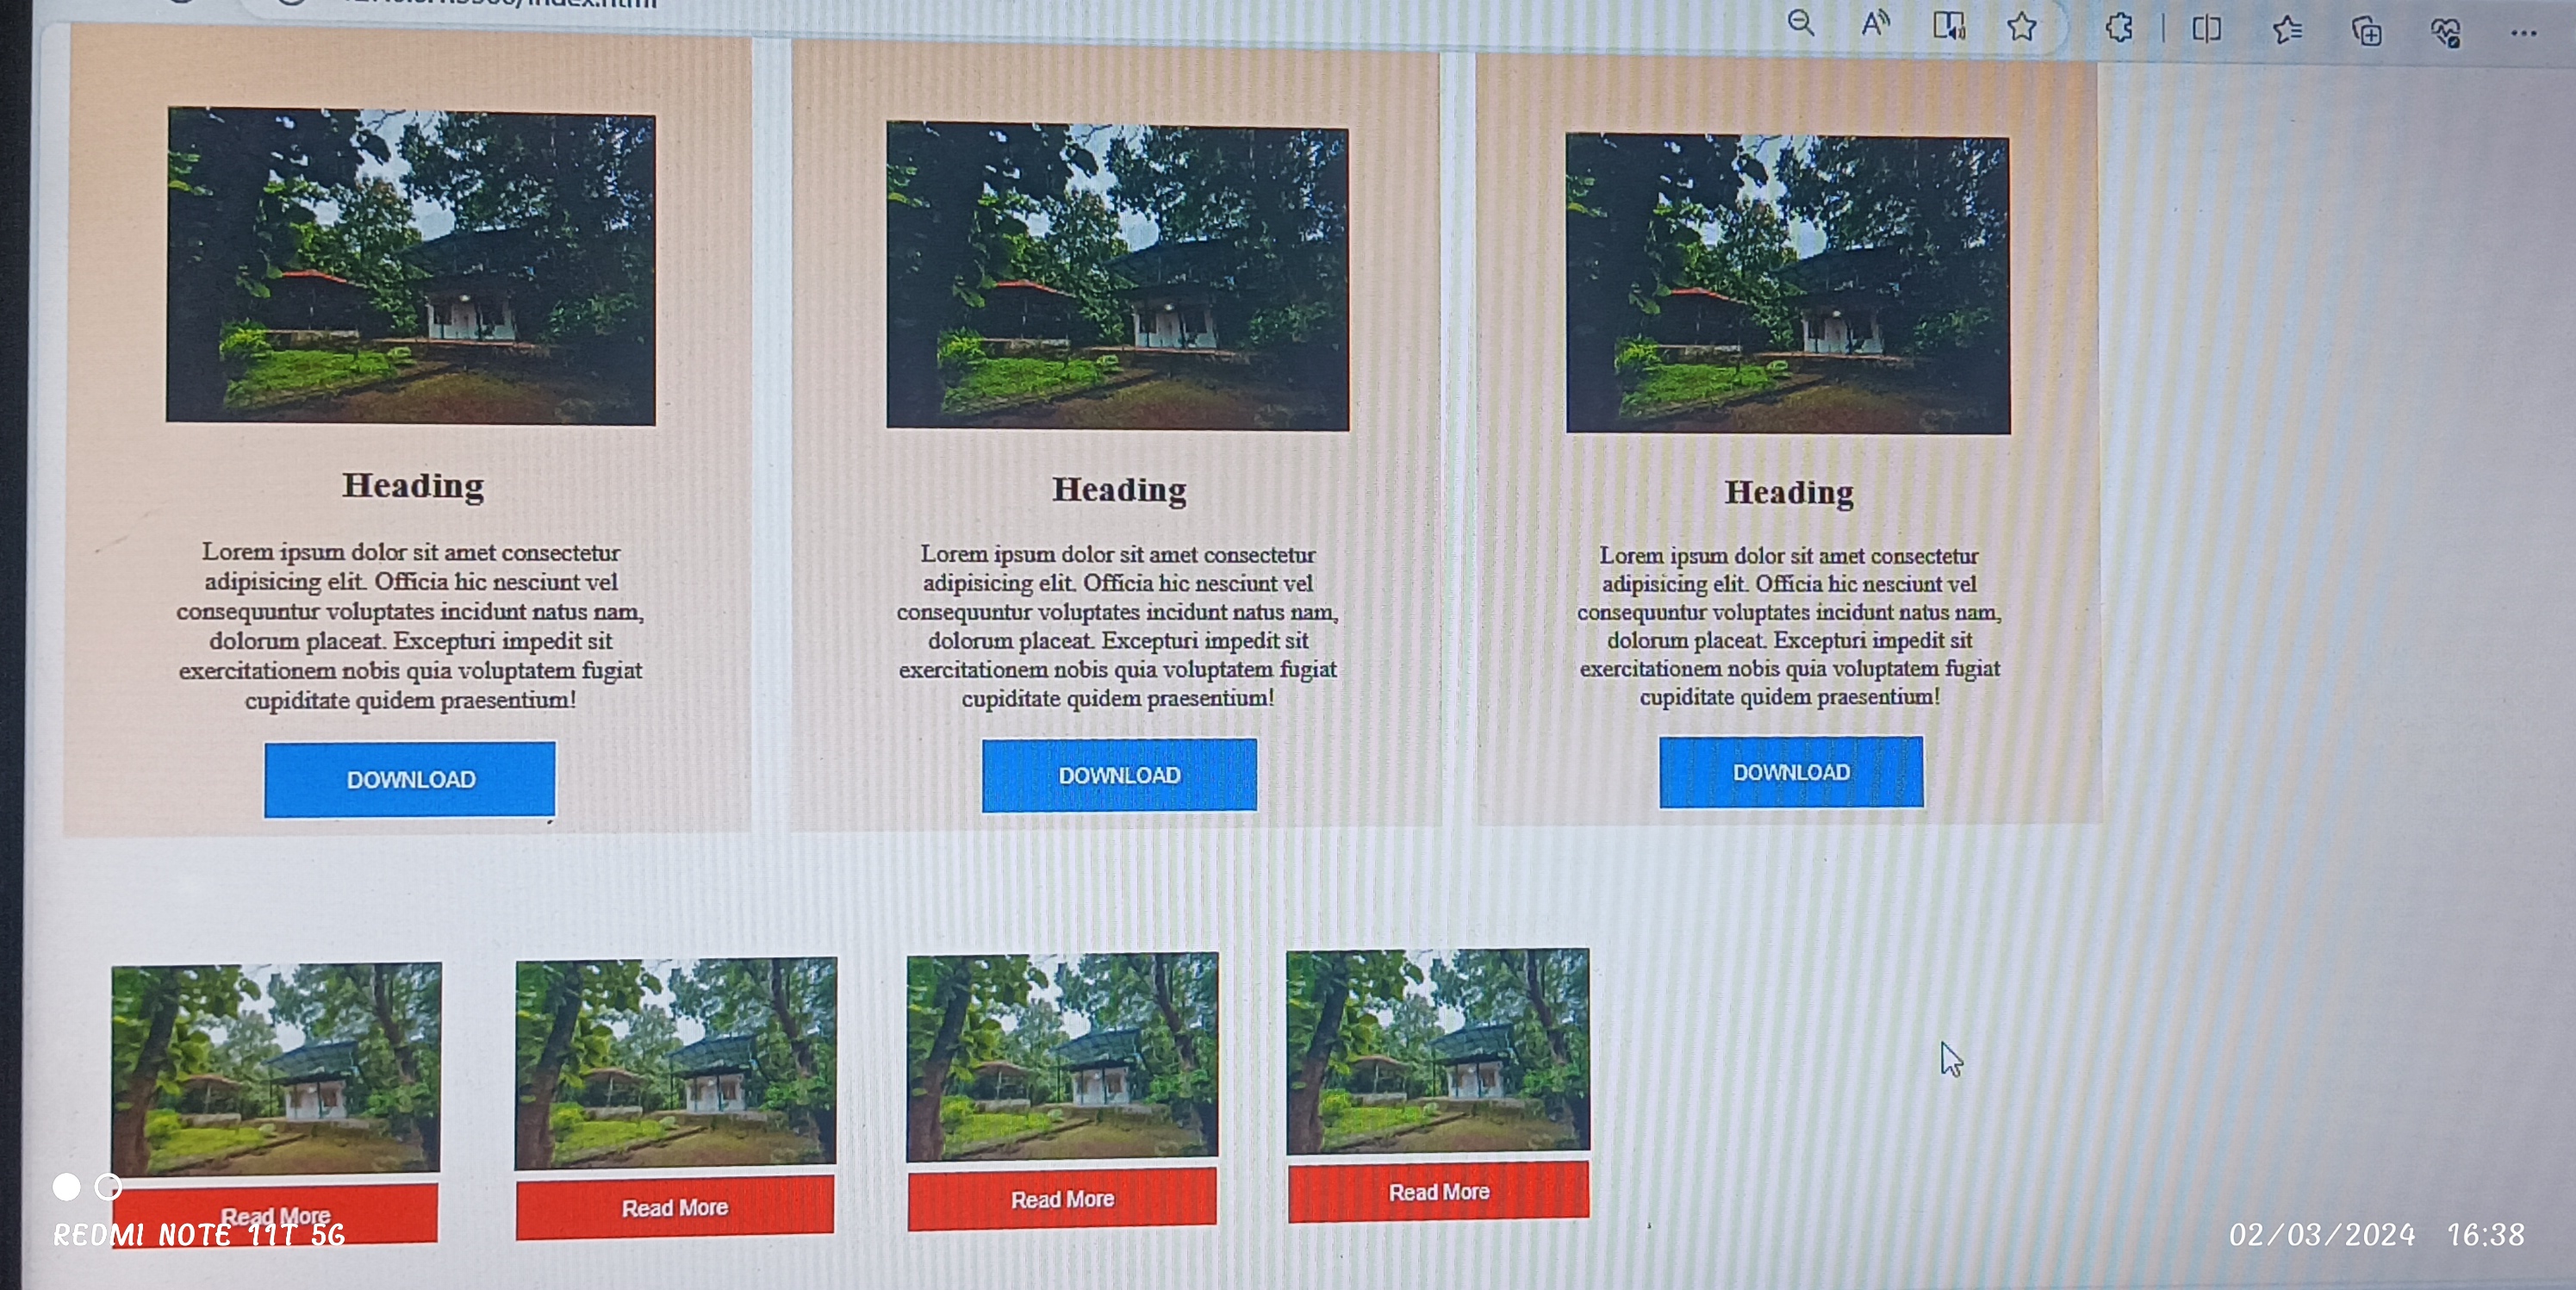 Heading
Lorem ipsum dolor sit amet consectetur
adipisicing elit. Officia hic nesciunt vel
consequuntur voluptates incidunt natus nam,
dolorum placeat. Excepturi impedit sit
exercitationem nobis quia voluptatem fugiat
cupiditate quidem praesentium!
DOWNLOAD
Heading
Lorem ipsum dolor sit amet consectetur
adipisicing elit. Officia hic nesciunt vel
consequuntur voluptates incidunt natus nam,
dolorum placeat. Excepturi impedit sit
exercitationem nobis quia voluptatem fugiat
cupiditate quidem praesentium!
DOWNLOAD
Heading
Lorem ipsum dolor sit amet consectetur
adipisicing elit. Officia hic nesciunt vel
consequuntur voluptates incidunt natus nam,
dolorum placeat. Excepturi impedit sit
exercitationem nobis quia voluptatem fugiat
cupiditate quidem praesentium!
DOWNLOAD
Read More
Read More
Read More
Read More
REDMI NOTE 11T 5G
02/03/2024 16:38